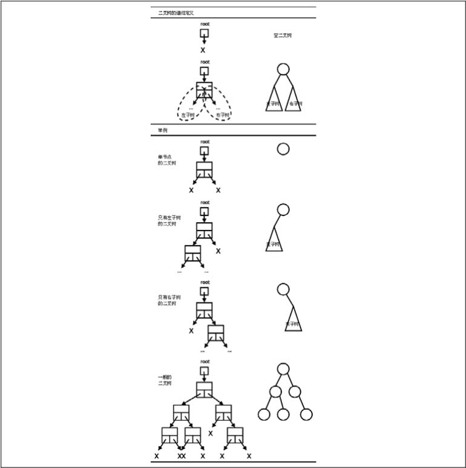 二叉树的递归定义
root
X
空二叉树
root
左子树 右子树
左子树 右子树
举例
root
单节点
的二叉树
X X
root
只有左子树
的二叉树
X
左子树
root
只有右子树
的二叉树
X
右子树
root
一般的
二叉树
X
X XX X X X